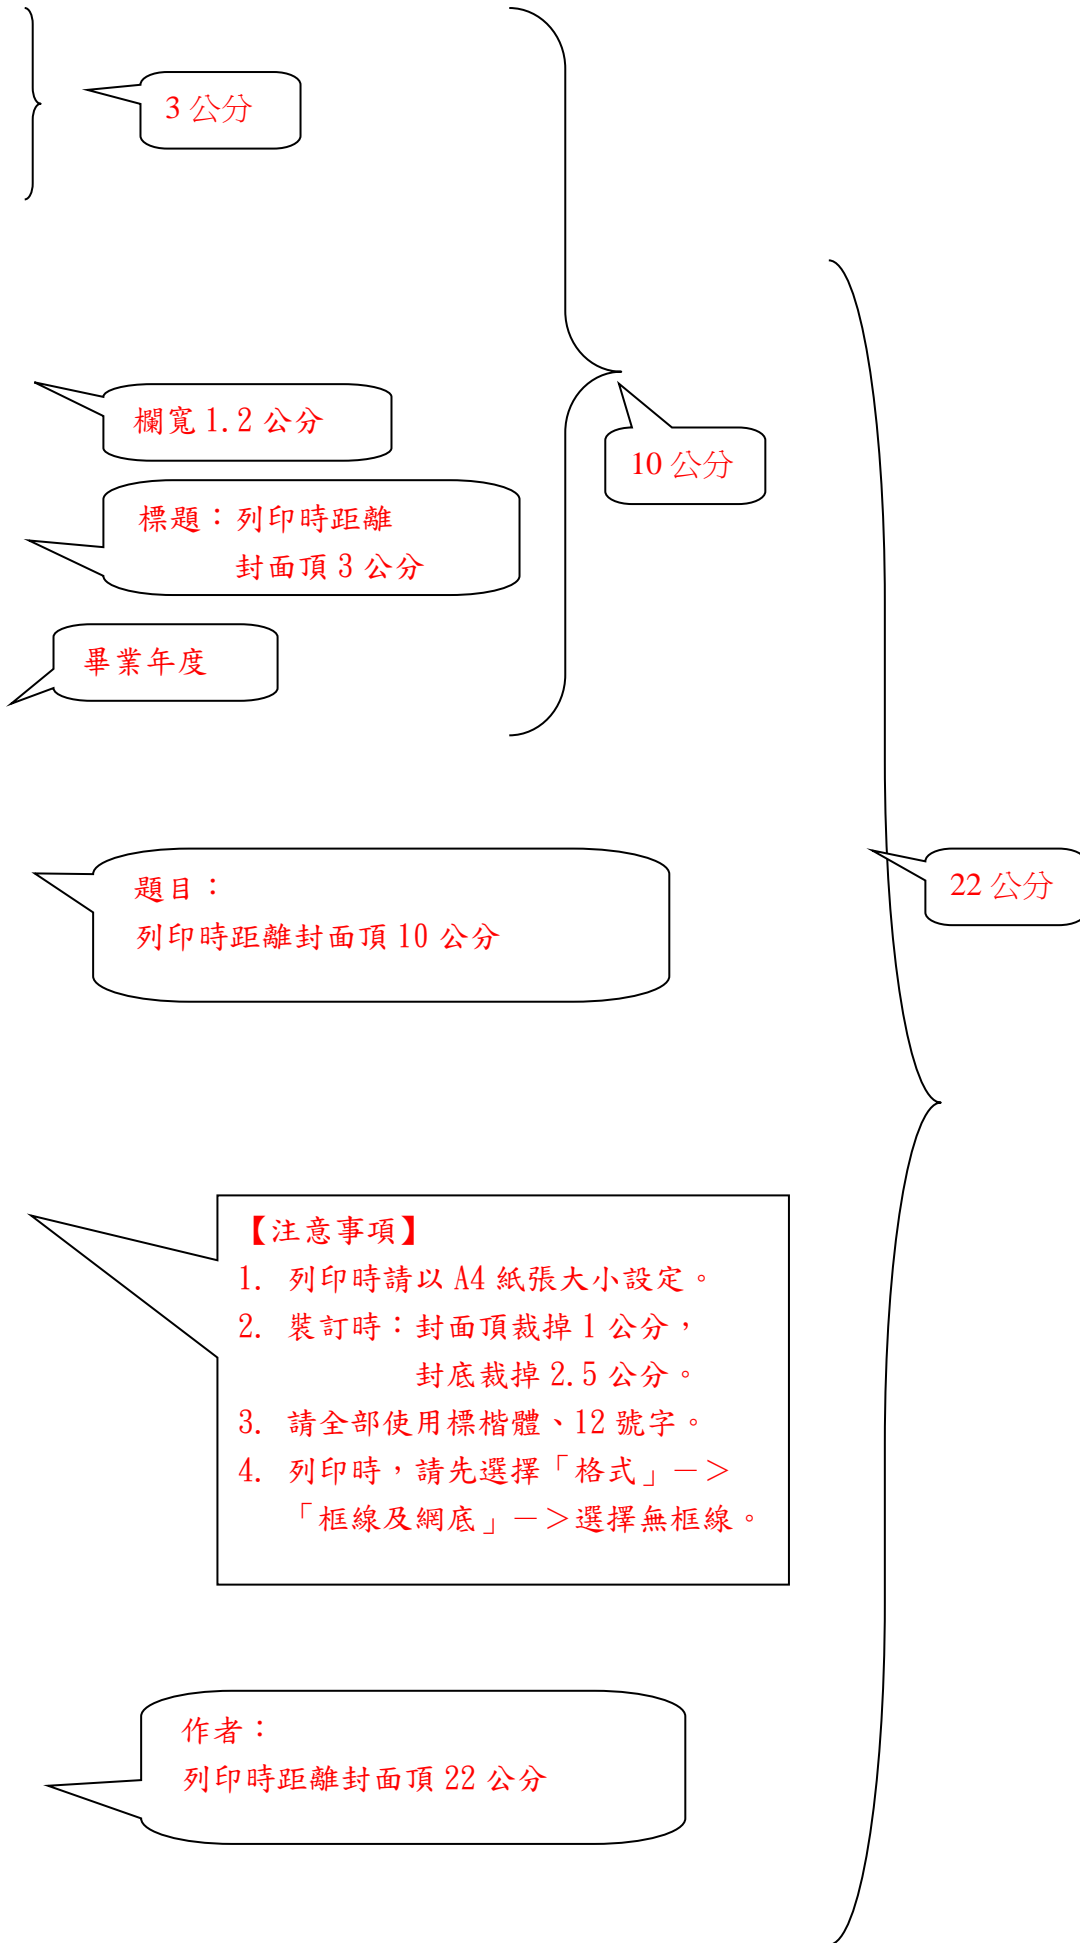 3 公分
欄寬 1.2 公分
10 公分
標題：列印時距離
封面頂 3 公分
畢業年度
題目：
列印時距離封面頂 10 公分
22 公分
【注意事項】
1. 列印時請以 A4 紙張大小設定。
2. 裝訂時：封面頂裁掉 1 公分，
封底裁掉 2.5 公分。
3. 請全部使用標楷體、12 號字。
4. 列印時，請先選擇「格式」－＞
「框線及網底」－＞選擇無框線。
作者：
列印時距離封面頂 22 公分